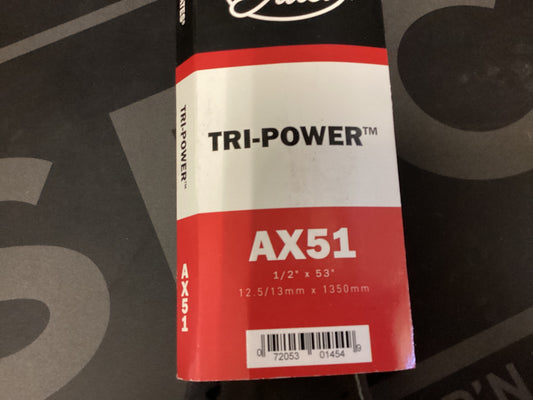 TRI-POWER™
AX51
1/2" x 53"
12.5/13mm x 1350mm
0 72053 01454 9
TRI-POWER™
AX51